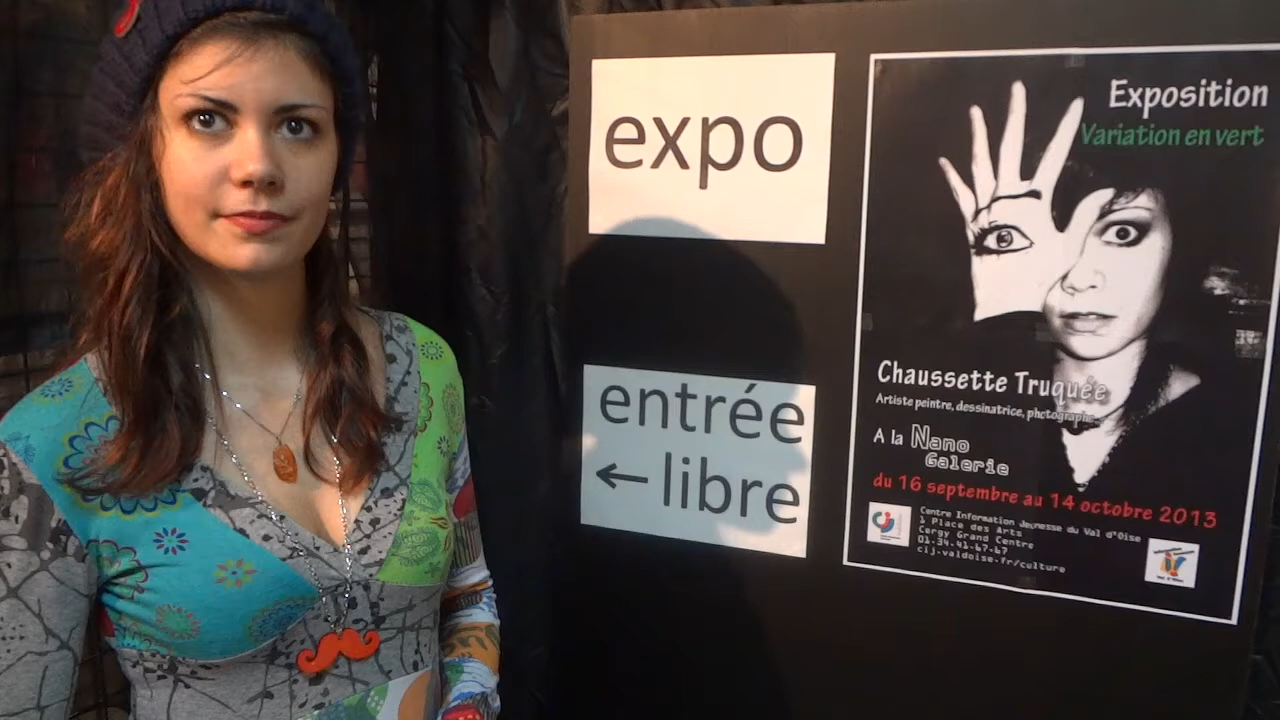 expo
entrée
← libre
Exposition
Variation en vert
Chaussette Truquée
Artiste peintre, dessinatrice, photographe
A la Nano
Galerie
du 16 septembre au 14 octobre 2013
Centre Information Jeunesse du Val d'Oise
1 Place des Arts
Cergy Grand Centre
01.34.41.67.67
cij.valdoise.fr/culture